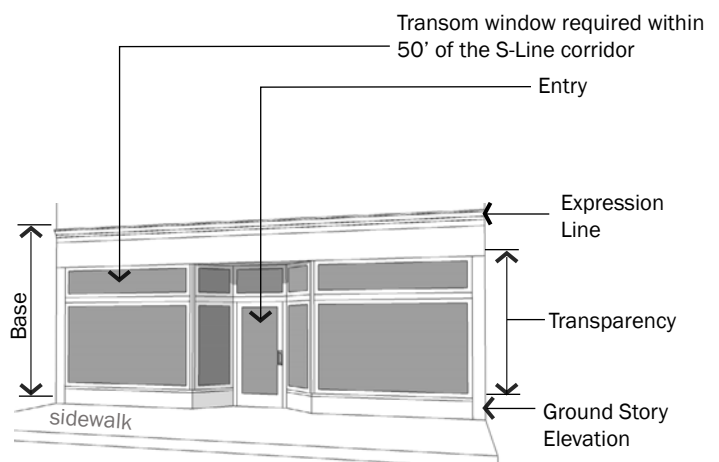 Transom window required within
50' of the S-Line corridor
Entry
Expression
Line
Base
Transparency
sidewalk
Ground Story
Elevation